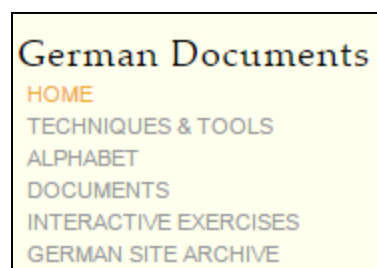 German Documents
HOME
TECHNIQUES & TOOLS
ALPHABET
DOCUMENTS
INTERACTIVE EXERCISES
GERMAN SITE ARCHIVE